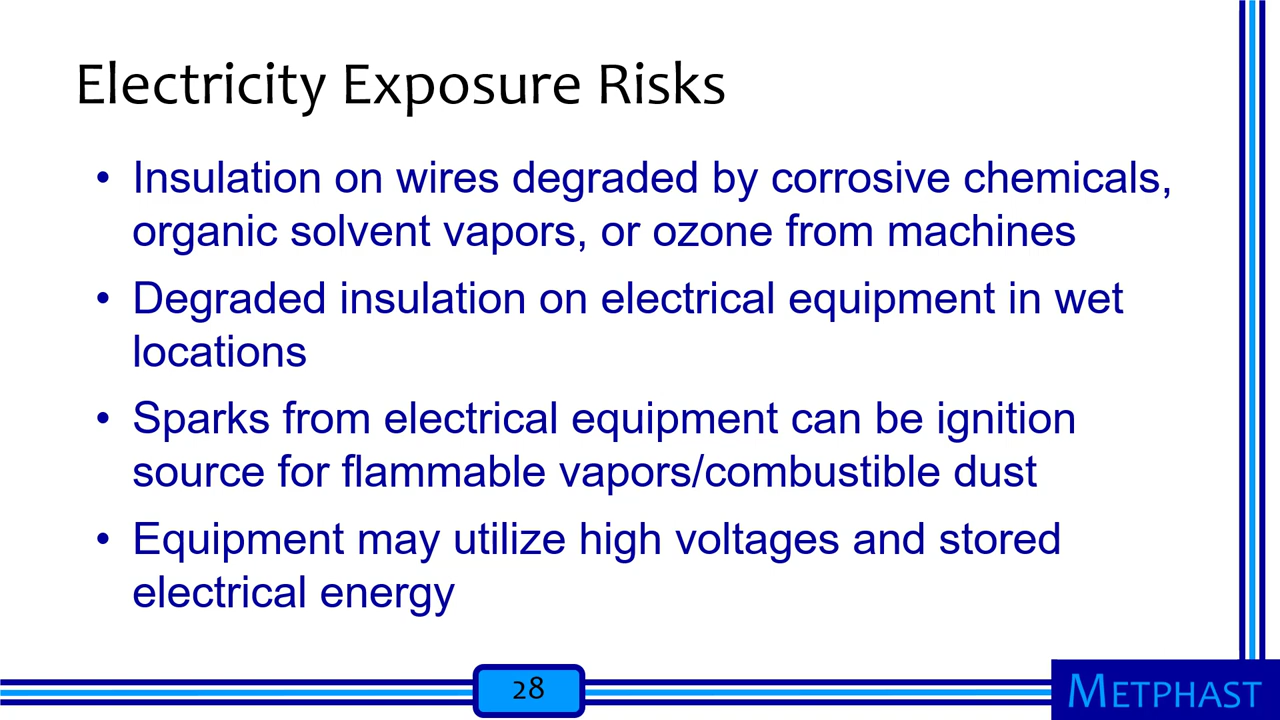 Electricity Exposure Risks
• Insulation on wires degraded by corrosive chemicals,
organic solvent vapors, or ozone from machines
• Degraded insulation on electrical equipment in wet
locations
• Sparks from electrical equipment can be ignition
source for flammable vapors/combustible dust
• Equipment may utilize high voltages and stored
electrical energy
28
METPHAST